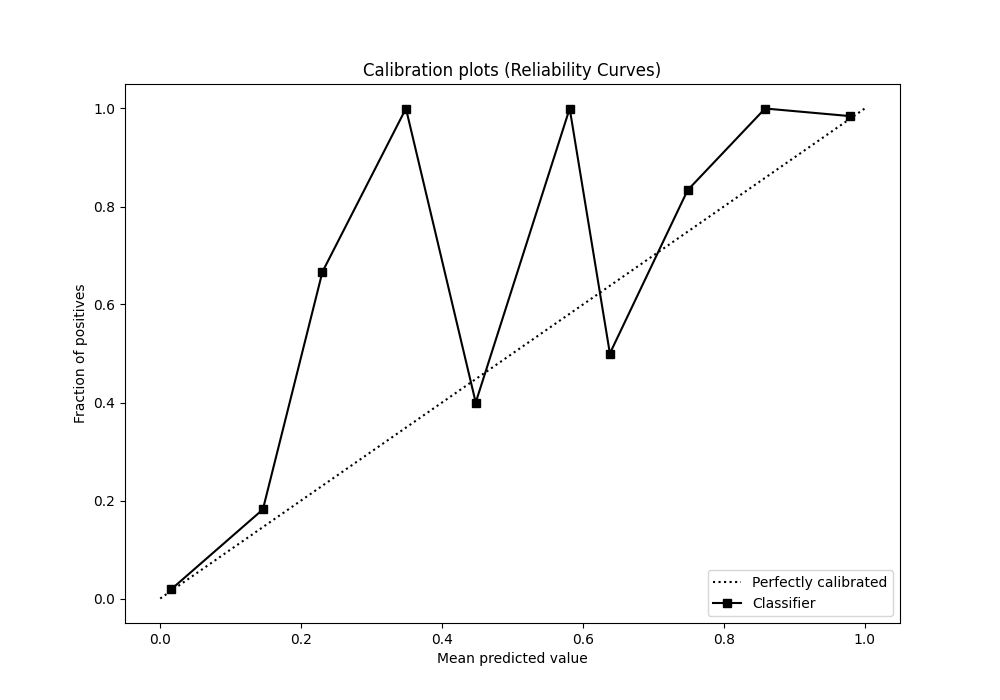 Calibration plots (Reliability Curves)
Fraction of positives
1.0
0.8
0.6
0.4
0.2
0.0
0.0 0.2 0.4 0.6 0.8 1.0
Mean predicted value
Perfectly calibrated
Classifier